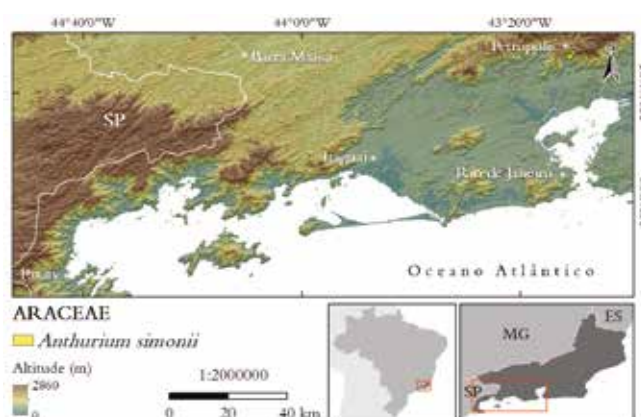 44°40'0"W
44°0'0"W
43°20'0"W
Barra Mansa
Petrópolis
SP
Itaguaí
Rio de Janeiro
Paraty
Oceano Atlântico
ARACEAE
Anthurium simonii
Altitude (m)
2860
0
1:2000000
0 20 40 km
MG
ES
SP